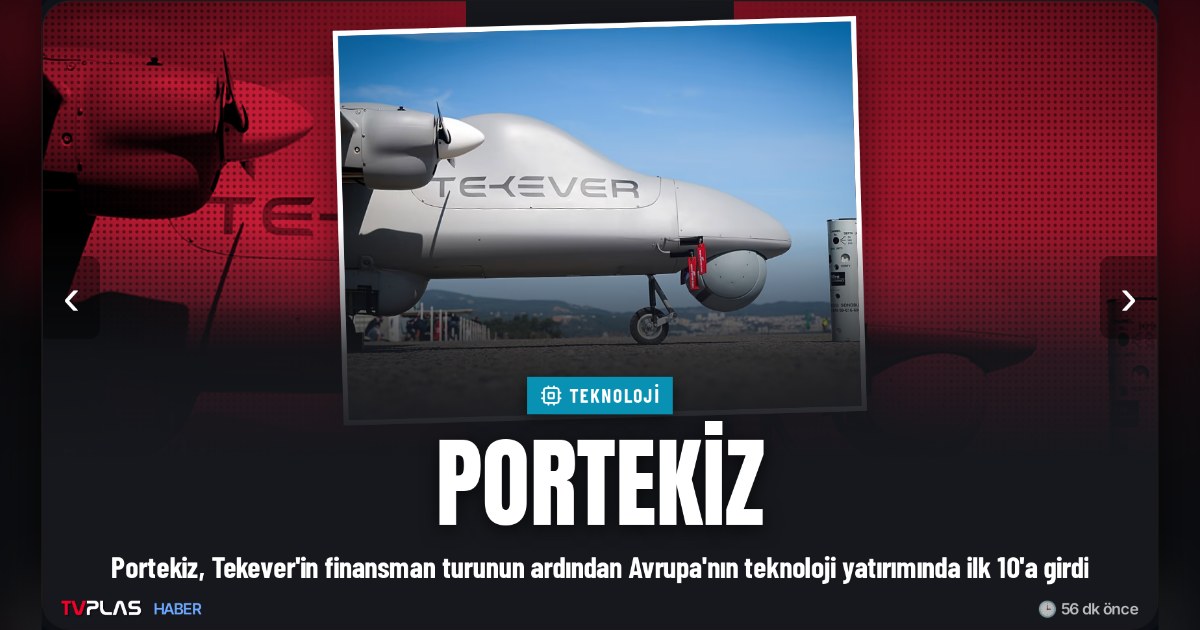 TEKEVER
TEKNOLOJİ
PORTEKİZ
Portekiz, Tekever'in finansman turunun ardından Avrupa'nın teknoloji yatırımında ilk 10'a girdi
TVPLAS HABER
56 dk önce